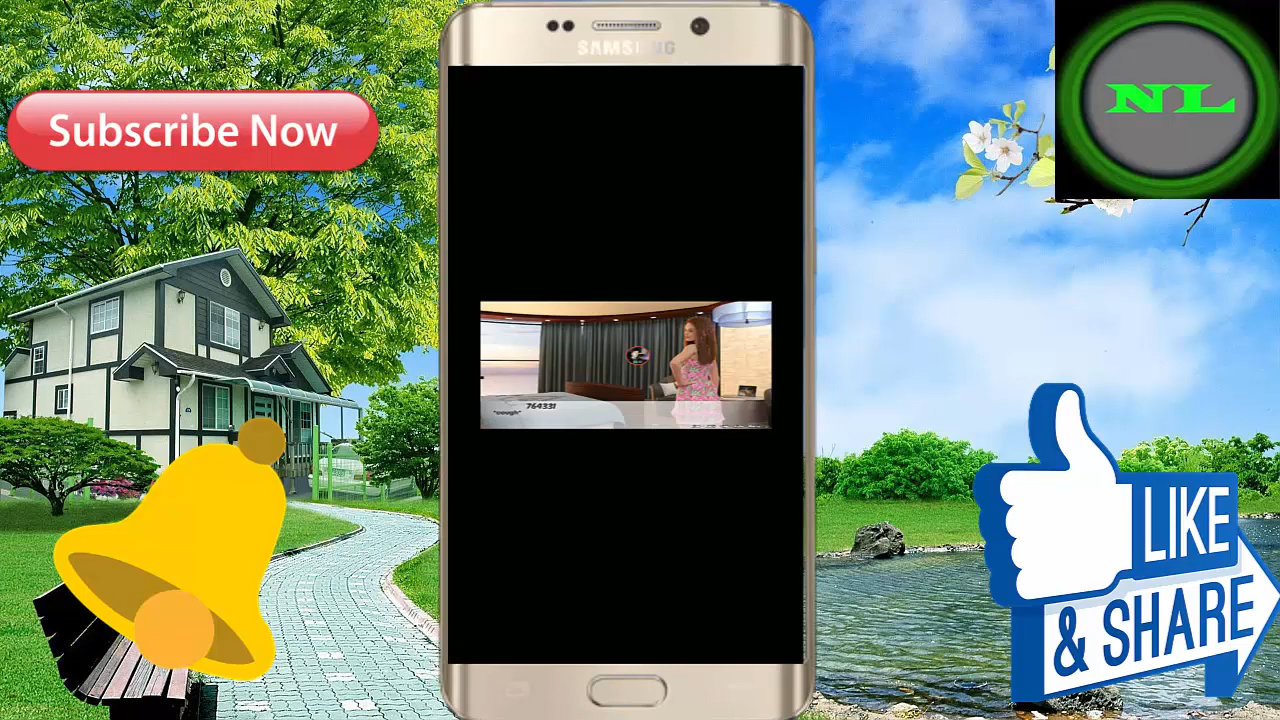 SAMSUNG
Subscribe Now
NL
764331
*cough*
LIKE
& SHARE